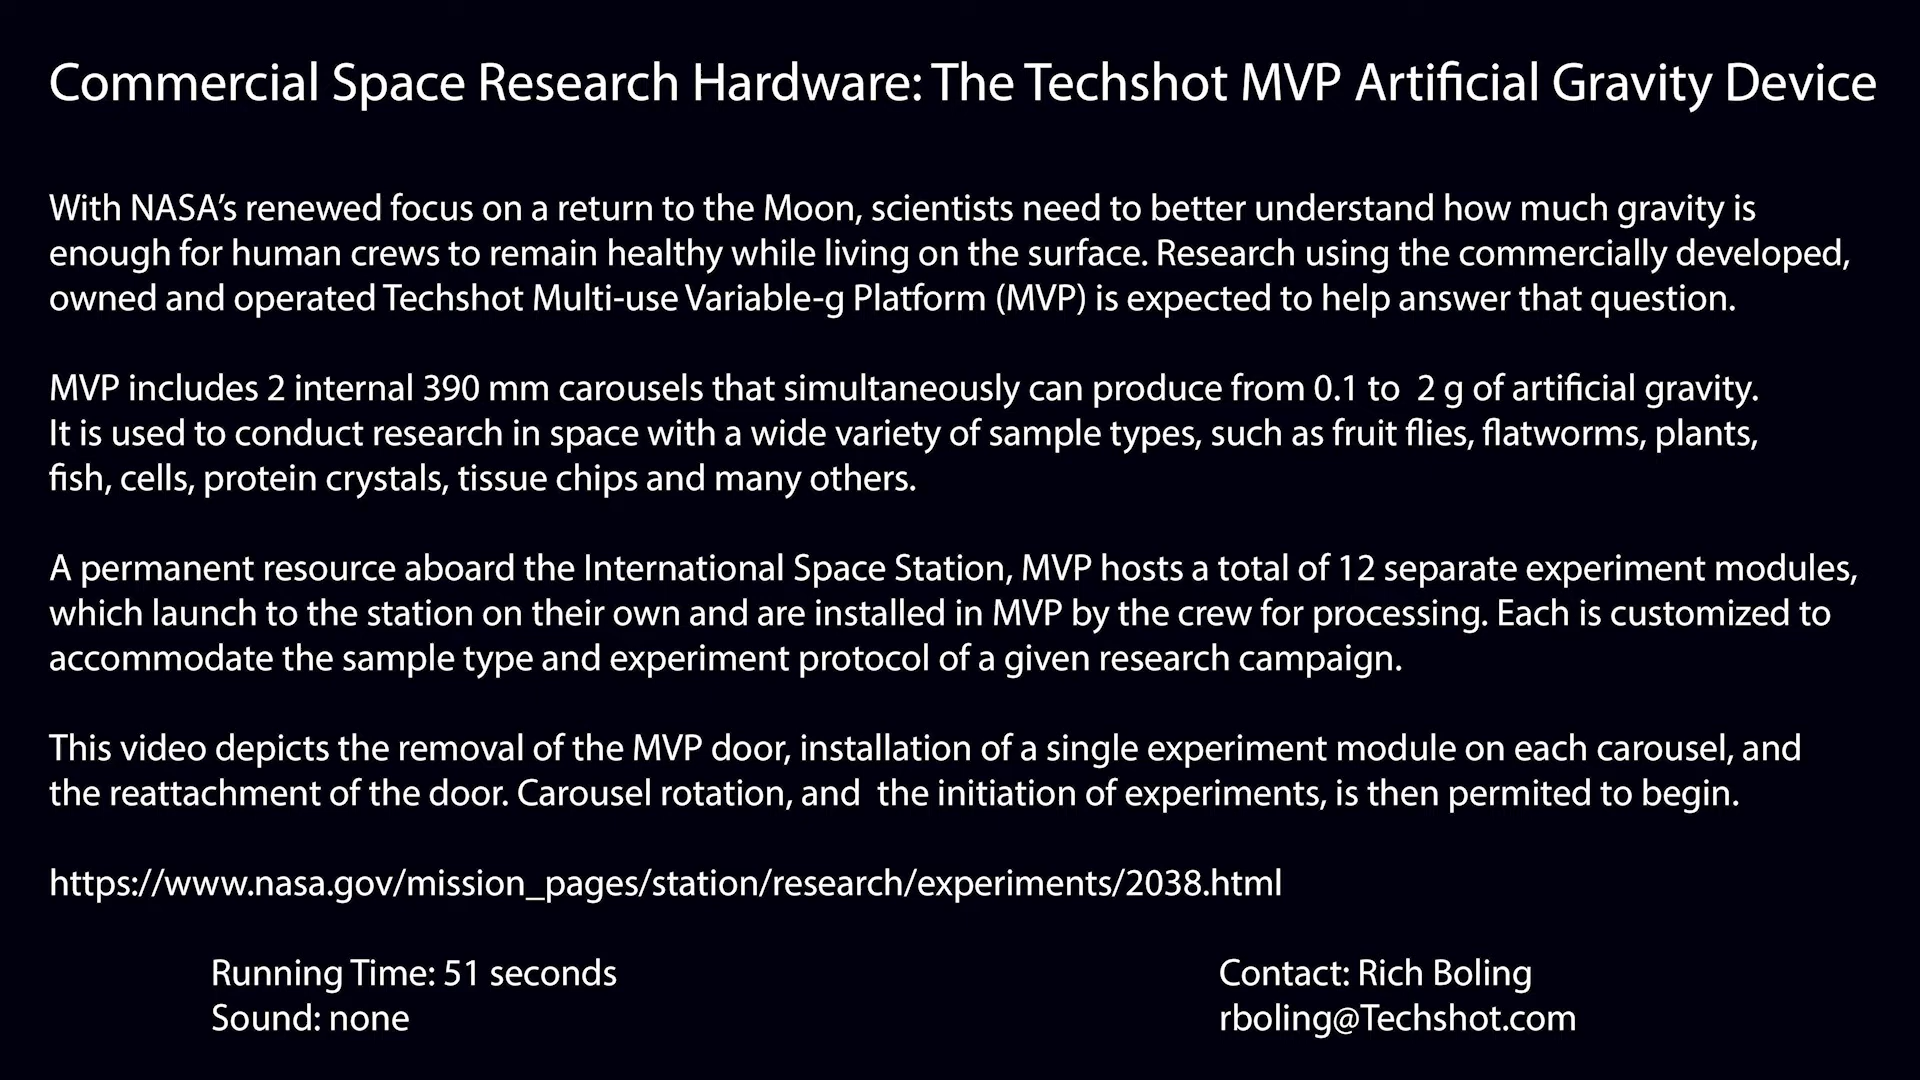 Commercial Space Research Hardware: The Techshot MVP Artificial Gravity Device
With NASA's renewed focus on a return to the Moon, scientists need to better understand how much gravity is
enough for human crews to remain healthy while living on the surface. Research using the commercially developed,
owned and operated Techshot Multi-use Variable-g Platform (MVP) is expected to help answer that question.
MVP includes 2 internal 390 mm carousels that simultaneously can produce from 0.1 to  2 g of artificial gravity.
It is used to conduct research in space with a wide variety of sample types, such as fruit flies, flatworms, plants,
fish, cells, protein crystals, tissue chips and many others.
A permanent resource aboard the International Space Station, MVP hosts a total of 12 separate experiment modules,
which launch to the station on their own and are installed in MVP by the crew for processing. Each is customized to
accommodate the sample type and experiment protocol of a given research campaign.
This video depicts the removal of the MVP door, installation of a single experiment module on each carousel, and
the reattachment of the door. Carousel rotation, and  the initiation of experiments, is then permited to begin.
https://www.nasa.gov/mission_pages/station/research/experiments/2038.html
Running Time: 51 seconds
Sound: none
Contact: Rich Boling
rboling@Techshot.com